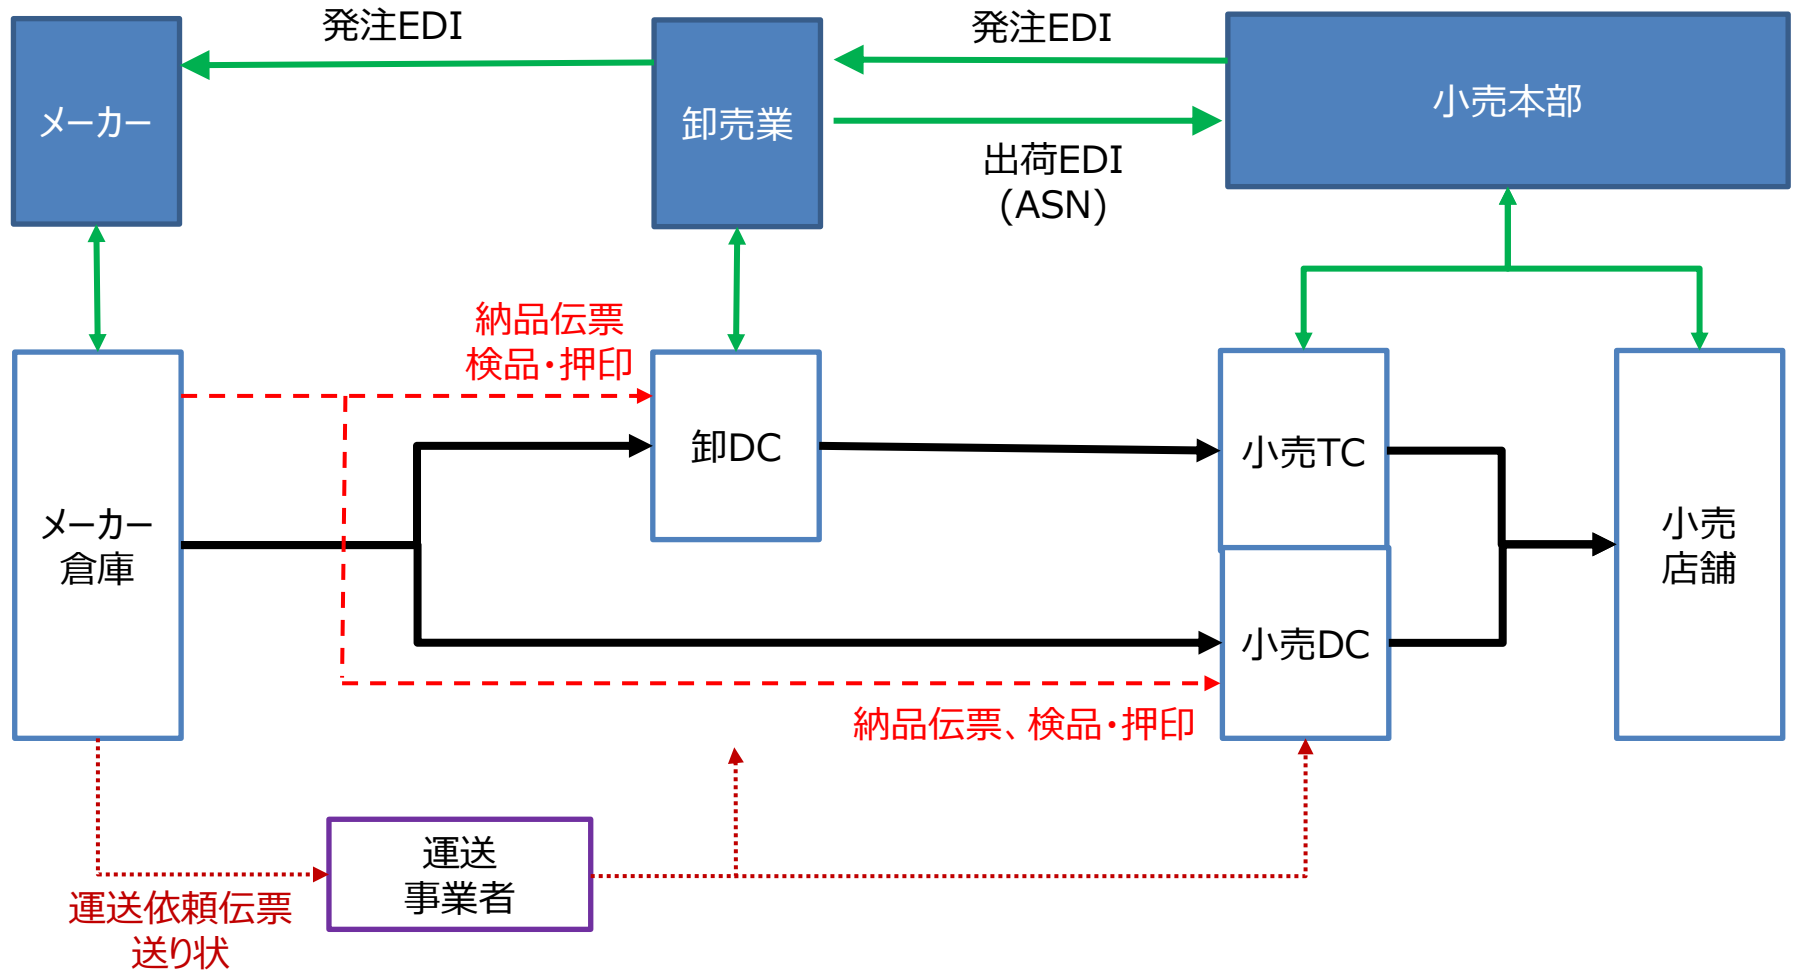 発注EDI
発注EDI
メーカー
卸売業
小売本部
出荷EDI
(ASN)
納品伝票
検品・押印
卸DC
小売TC
メーカー
倉庫
小売
店舗
小売DC
納品伝票、検品・押印
運送
事業者
運送依頼伝票
送り状